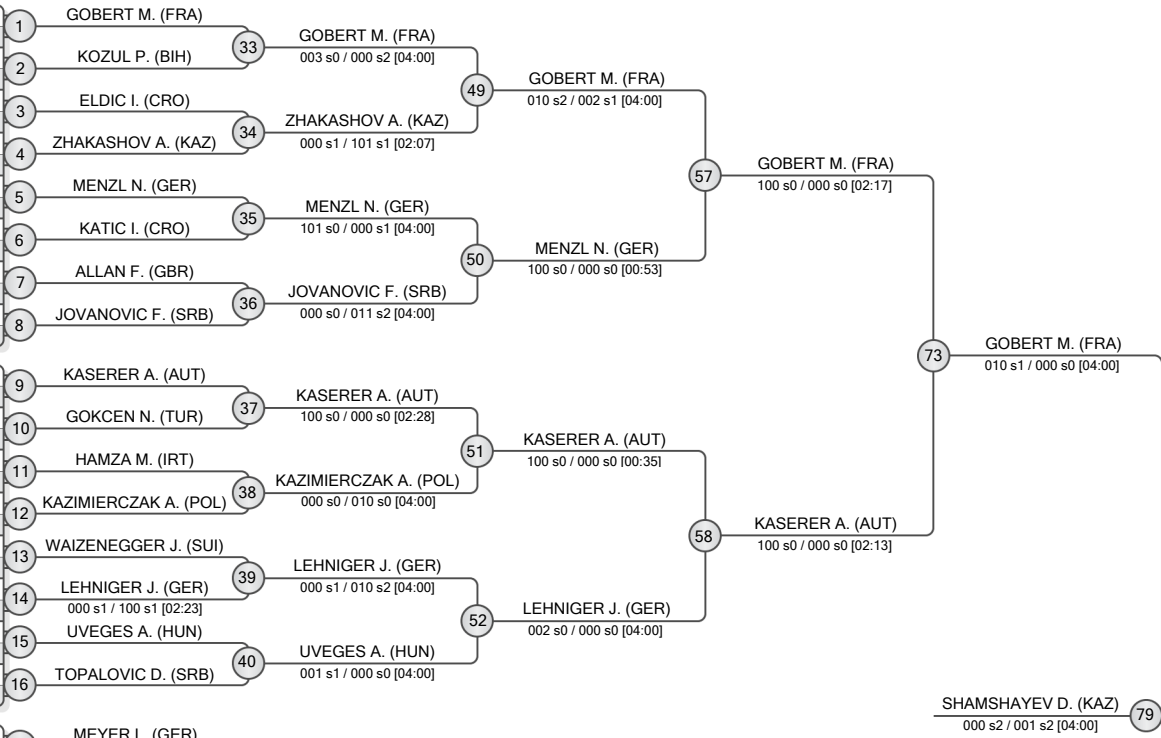 1 GOBERT M. (FRA)
2 KOZUL P. (BIH)
33 GOBERT M. (FRA)
003 s0 / 000 s2 [04:00]
3 ELDIC I. (CRO)
4 ZHAKASHOV A. (KAZ)
34 ZHAKASHOV A. (KAZ)
000 s1 / 101 s1 [02:07]
49 GOBERT M. (FRA)
010 s2 / 002 s1 [04:00]
5 MENZL N. (GER)
6 KATIC I. (CRO)
35 MENZL N. (GER)
101 s0 / 000 s1 [04:00]
7 ALLAN F. (GBR)
8 JOVANOVIC F. (SRB)
36 JOVANOVIC F. (SRB)
000 s0 / 011 s2 [04:00]
50 MENZL N. (GER)
100 s0 / 000 s0 [00:53]
57 GOBERT M. (FRA)
100 s0 / 000 s0 [02:17]
9 KASERER A. (AUT)
10 GOKCEN N. (TUR)
37 KASERER A. (AUT)
100 s0 / 000 s0 [02:28]
11 HAMZA M. (IRT)
12 KAZIMIERCZAK A. (POL)
38 KAZIMIERCZAK A. (POL)
000 s0 / 010 s0 [04:00]
51 KASERER A. (AUT)
100 s0 / 000 s0 [00:35]
13 WAIZENEGGER J. (SUI)
14 LEHNIGER J. (GER)
000 s1 / 100 s1 [02:23]
39 LEHNIGER J. (GER)
000 s1 / 010 s2 [04:00]
15 UVEGES A. (HUN)
16 TOPALOVIC D. (SRB)
40 UVEGES A. (HUN)
001 s1 / 000 s0 [04:00]
52 LEHNIGER J. (GER)
002 s0 / 000 s0 [04:00]
58 KASERER A. (AUT)
100 s0 / 000 s0 [02:13]
73 GOBERT M. (FRA)
010 s1 / 000 s0 [04:00]
SHAMSHAYEV D. (KAZ) 79
000 s2 / 001 s2 [04:00]
MEYER L. (GER)